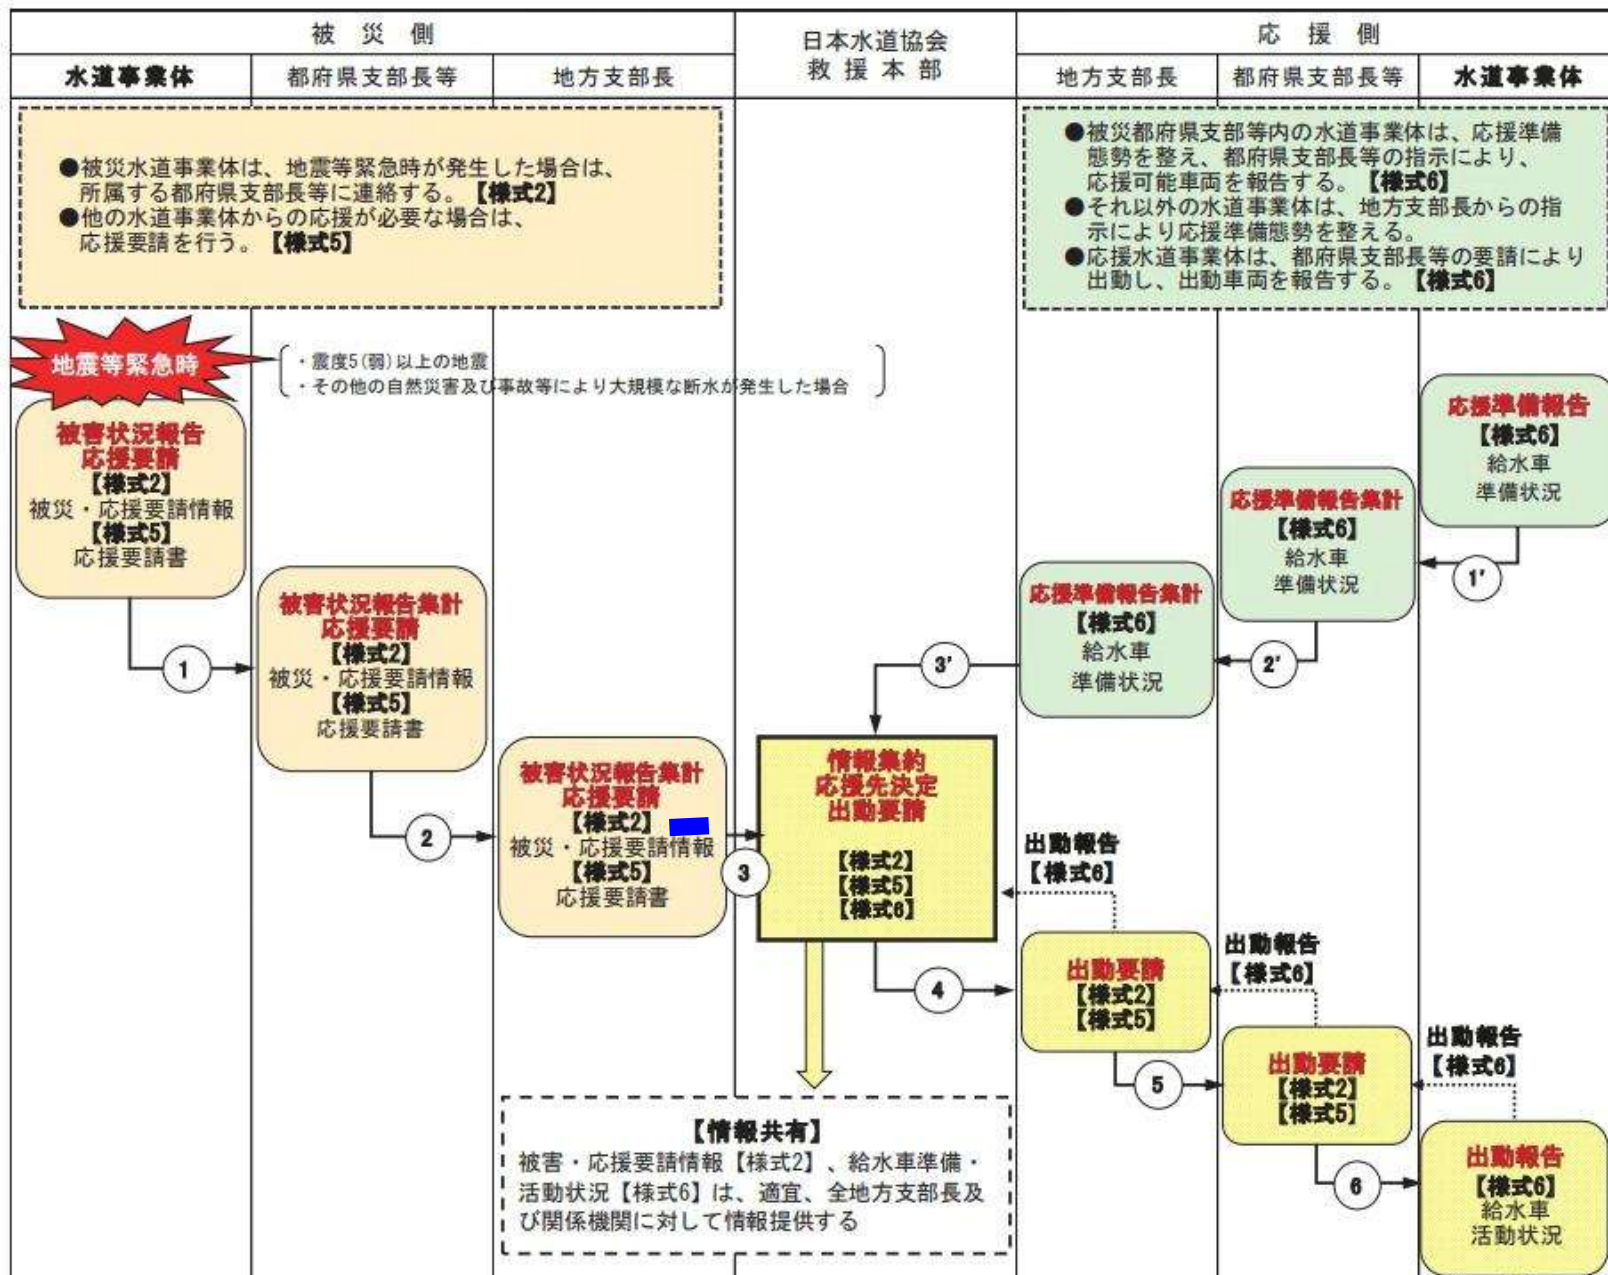 被災側
日本水道協会
救援本部
応援側
水道事業体
都府県支部長等
地方支部長
地方支部長
都府県支部長等
水道事業体
●被災水道事業体は、地震等緊急時が発生した場合は、
所属する都府県支部長等に連絡する。【様式2】
●他の水道事業体からの応援が必要な場合は、
応援要請を行う。【様式5】
●被災都府県支部等内の水道事業体は、応援準備
態勢を整え、都府県支部長等の指示により、
応援可能車両を報告する。【様式6】
●それ以外の水道事業体は、地方支部長からの指
示により応援準備態勢を整える。
●応援水道事業体は、都府県支部長等の要請により
出動し、出動車両を報告する。【様式6】
地震等緊急時
・震度5(弱)以上の地震
・その他の自然災害及び事故等により大規模な断水が発生した場合
被害状況報告
応援要請
【様式2】
被災・応援要請情報
【様式5】
応援要請書
1
被害状況報告集計
応援要請
【様式2】
被災・応援要請情報
【様式5】
応援要請書
2
被害状況報告集計
応援要請
【様式2】
被災・応援要請情報
【様式5】
応援要請書
3
応援準備報告
【様式6】
給水車
準備状況
1'
応援準備報告集計
【様式6】
給水車
準備状況
2'
応援準備報告集計
【様式6】
給水車
準備状況
3'
情報集約
応援先決定
出動要請
【様式2】
【様式5】
【様式6】
4
出動報告
【様式6】
出動要請
【様式2】
【様式5】
5
出動報告
【様式6】
出動要請
【様式2】
【様式5】
6
出動報告
【様式6】
出動報告
【様式6】
給水車
活動状況
【情報共有】
被害・応援要請情報【様式2】、給水車準備・
活動状況【様式6】は、適宜、全地方支部長及
び関係機関に対して情報提供する